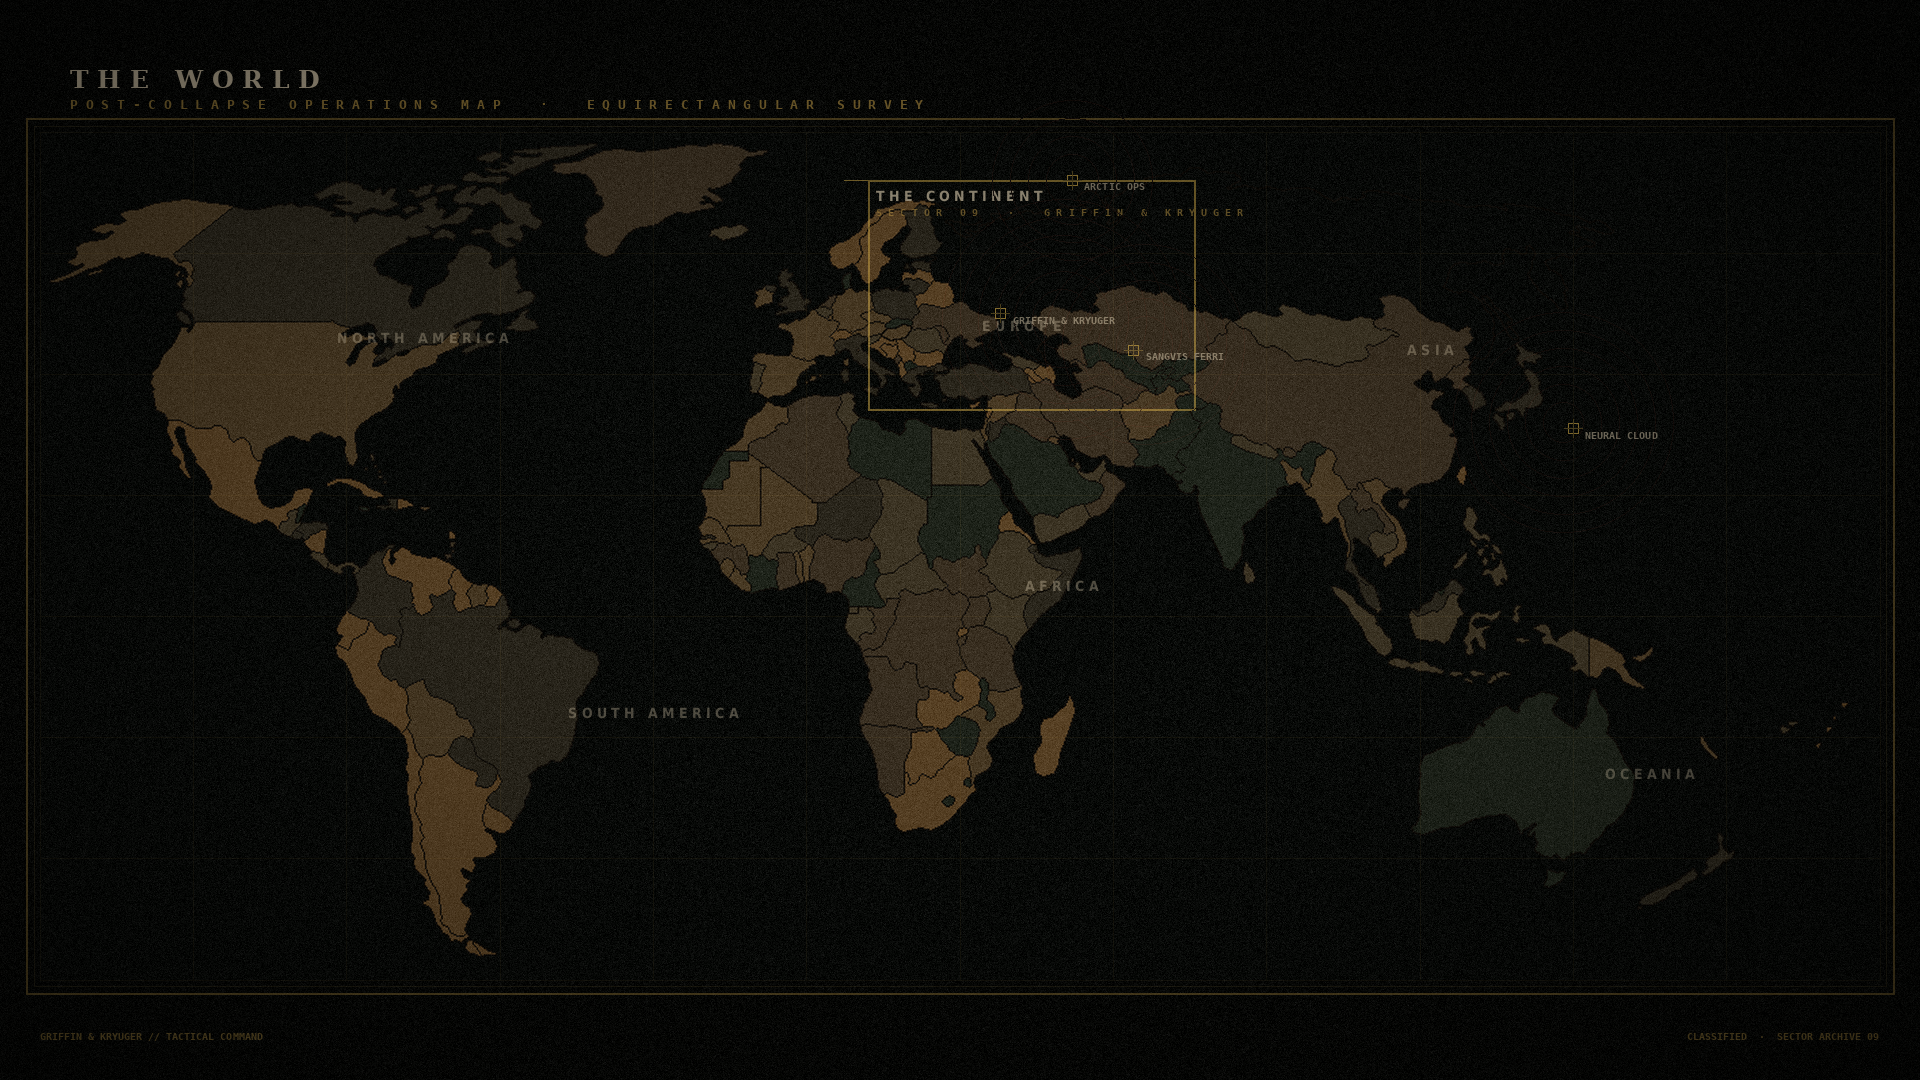 THE WORLD
POST-COLLAPSE OPERATIONS MAP · EQUIRECTANGULAR SURVEY
ARCTIC OPS
THE CONTINENT
SECTOR 09 · GRIFFIN & KRYUGER
GRIFFIN & KRYUGER
EUROPE
NORTH AMERICA
ASIA
SANGVIS FERRI
NEURAL CLOUD
AFRICA
SOUTH AMERICA
OCEANIA
GRIFFIN & KRYUGER // TACTICAL COMMAND
CLASSIFIED · SECTOR ARCHIVE 09